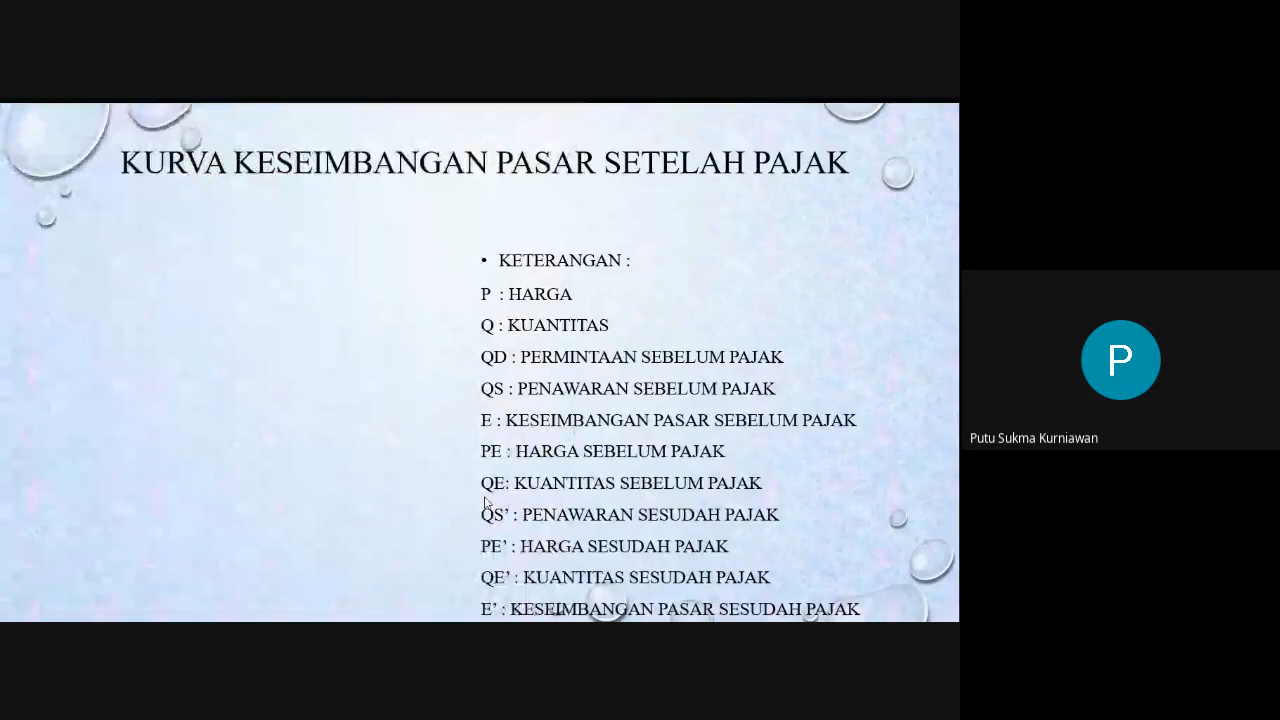 KURVA KESEIMBANGAN PASAR SETELAH PAJAK
• KETERANGAN :
P : HARGA
Q : KUANTITAS
QD : PERMINTAAN SEBELUM PAJAK
QS : PENAWARAN SEBELUM PAJAK
E : KESEIMBANGAN PASAR SEBELUM PAJAK
PE : HARGA SEBELUM PAJAK
QE: KUANTITAS SEBELUM PAJAK
QS’ : PENAWARAN SESUDAH PAJAK
PE’ : HARGA SESUDAH PAJAK
QE’ : KUANTITAS SESUDAH PAJAK
E’ : KESEIMBANGAN PASAR SESUDAH PAJAK
P
Putu Sukma Kurniawan